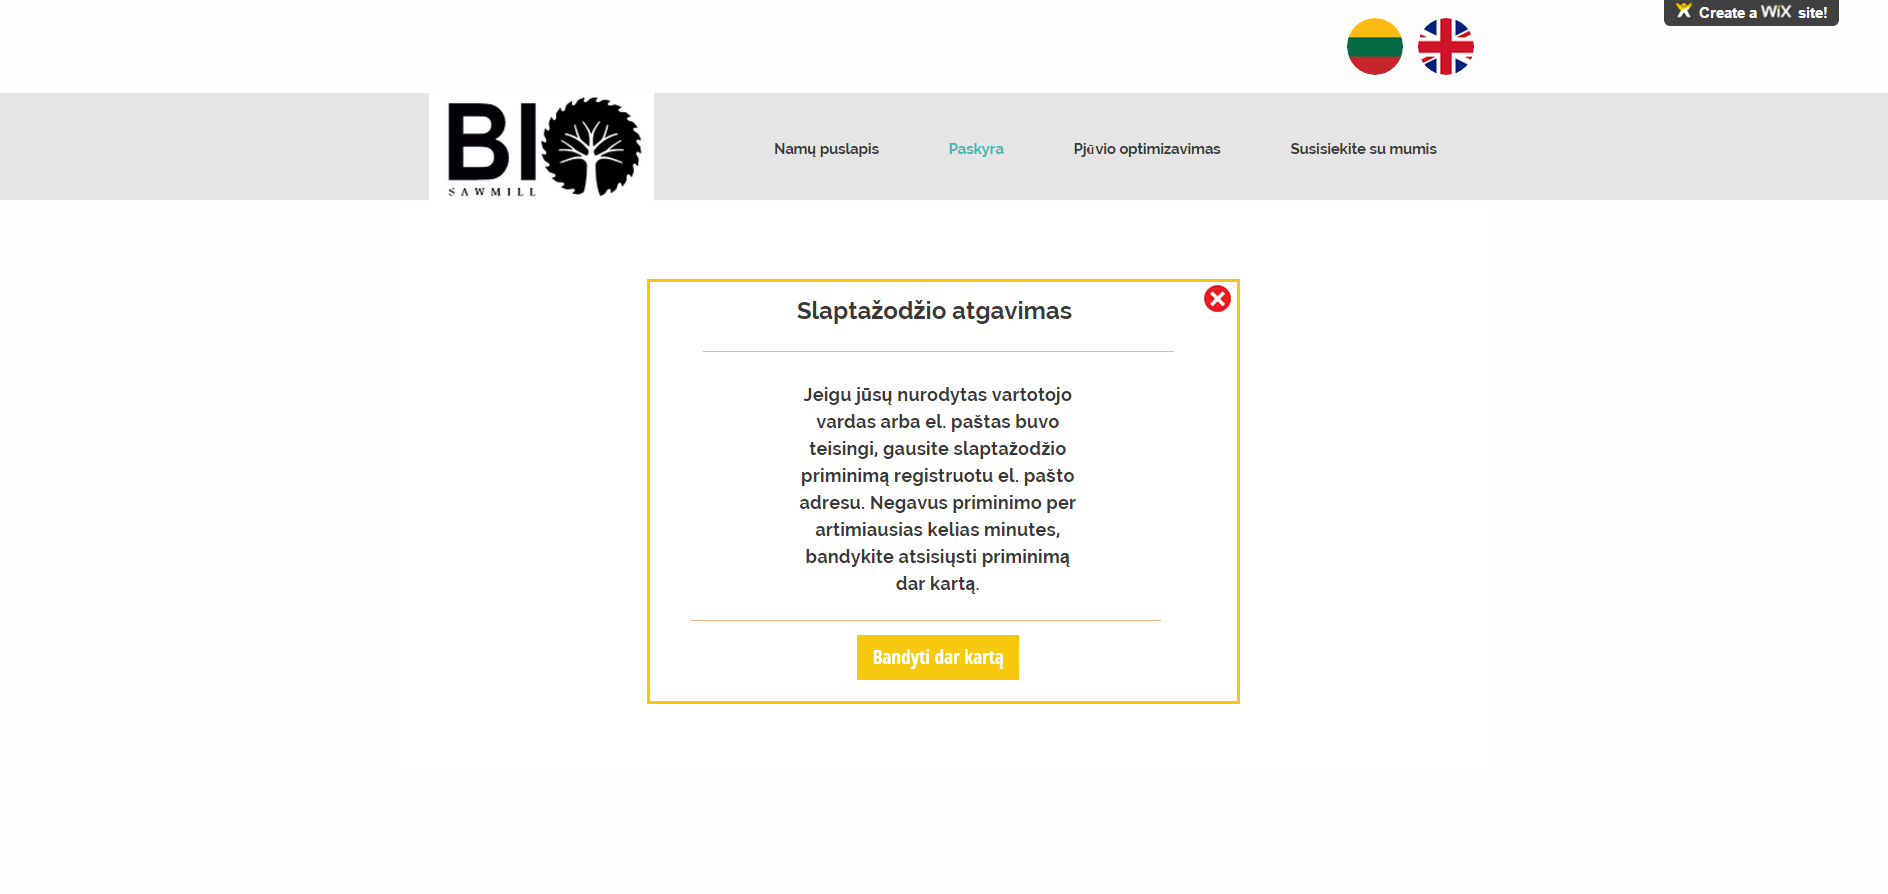 Create a WiX site!
BIO
SAWMILL
Namų puslapis
Paskyra
Pjūvio optimizavimas
Susisiekite su mumis
Slaptažodžio atgavimas
Jeigu jūsų nurodytas vartotojo
vardas arba el. paštas buvo
teisingi, gausite slaptažodžio
priminimą registruotu el. pašto
adresu. Negavus priminimo per
artimiausias kelias minutes,
bandykite atsisiųsti priminimą
dar kartą.
Bandyti dar kartą